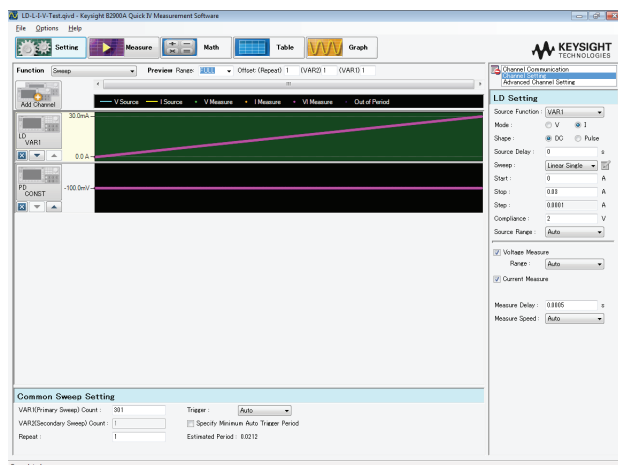 LD-L-I-V-Test.qivd - Keysight B2900A Quick IV Measurement Software
File Options Help
Setting Measure Math Table Graph
KEYSIGHT
TECHNOLOGIES
Function Sweep Preview Range: FULL Offset: (Repeat) 1 (VAR2) 1 (VAR1) 1
Add Channel
V Source I Source V Measure I Measure VI Measure Out of Period
30.0mA
LD
VAR1
0.0 A
PD
CONST
-100.0mV
Channel Communication
Channel Setting
Advanced Channel Setting
LD Setting
Source Function : VAR1
Mode : V I
Shape : DC Pulse
Source Delay : 0 s
Sweep : Linear Single
Start : 0 A
Stop : 0.03 A
Step : 0.0001 A
Compliance : 2 V
Source Range : Auto
Voltage Measure
Range : Auto
Current Measure
Measure Delay : 0.0005 s
Measure Speed : Auto
Common Sweep Setting
VAR1(Primary Sweep) Count : 301 Trigger : Auto
VAR2(Secondary Sweep) Count : 1 Specify Minimum Auto Trigger Period
Repeat : 1 Estimated Period : 0.0212